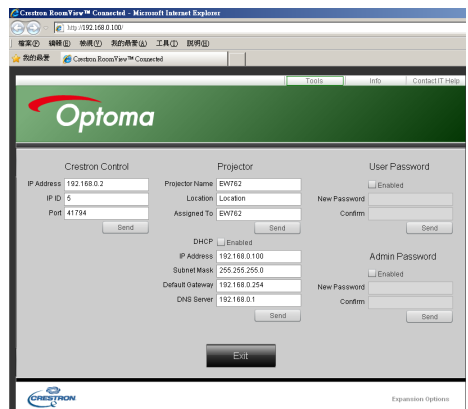 Crestron RoomView™ Connected - Microsoft Internet Explorer
http://192.168.0.100/
檔案(F) 編輯(E) 檢視(V) 我的最愛(A) 工具(T) 說明(H)
我的最愛 Crestron RoomView™ Connected
Tools Info Contact IT Help
Optoma
Crestron Control
IP Address 192.168.0.2
IP ID 5
Port 41794
Send
Projector
Projector Name EW762
Location Location
Assigned To EW762
Send
DHCP Enabled
IP Address 192.168.0.100
Subnet Mask 255.255.255.0
Default Gateway 192.168.0.254
DNS Server 192.168.0.1
Send
User Password
Enabled
New Password
Confirm
Send
Admin Password
Enabled
New Password
Confirm
Send
Exit
CRESTRON
Expansion Options